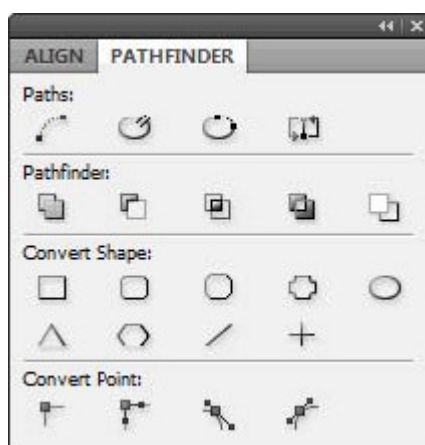 ALIGN PATHFINDER
Paths:
Pathfinder:
Convert Shape:
Convert Point: